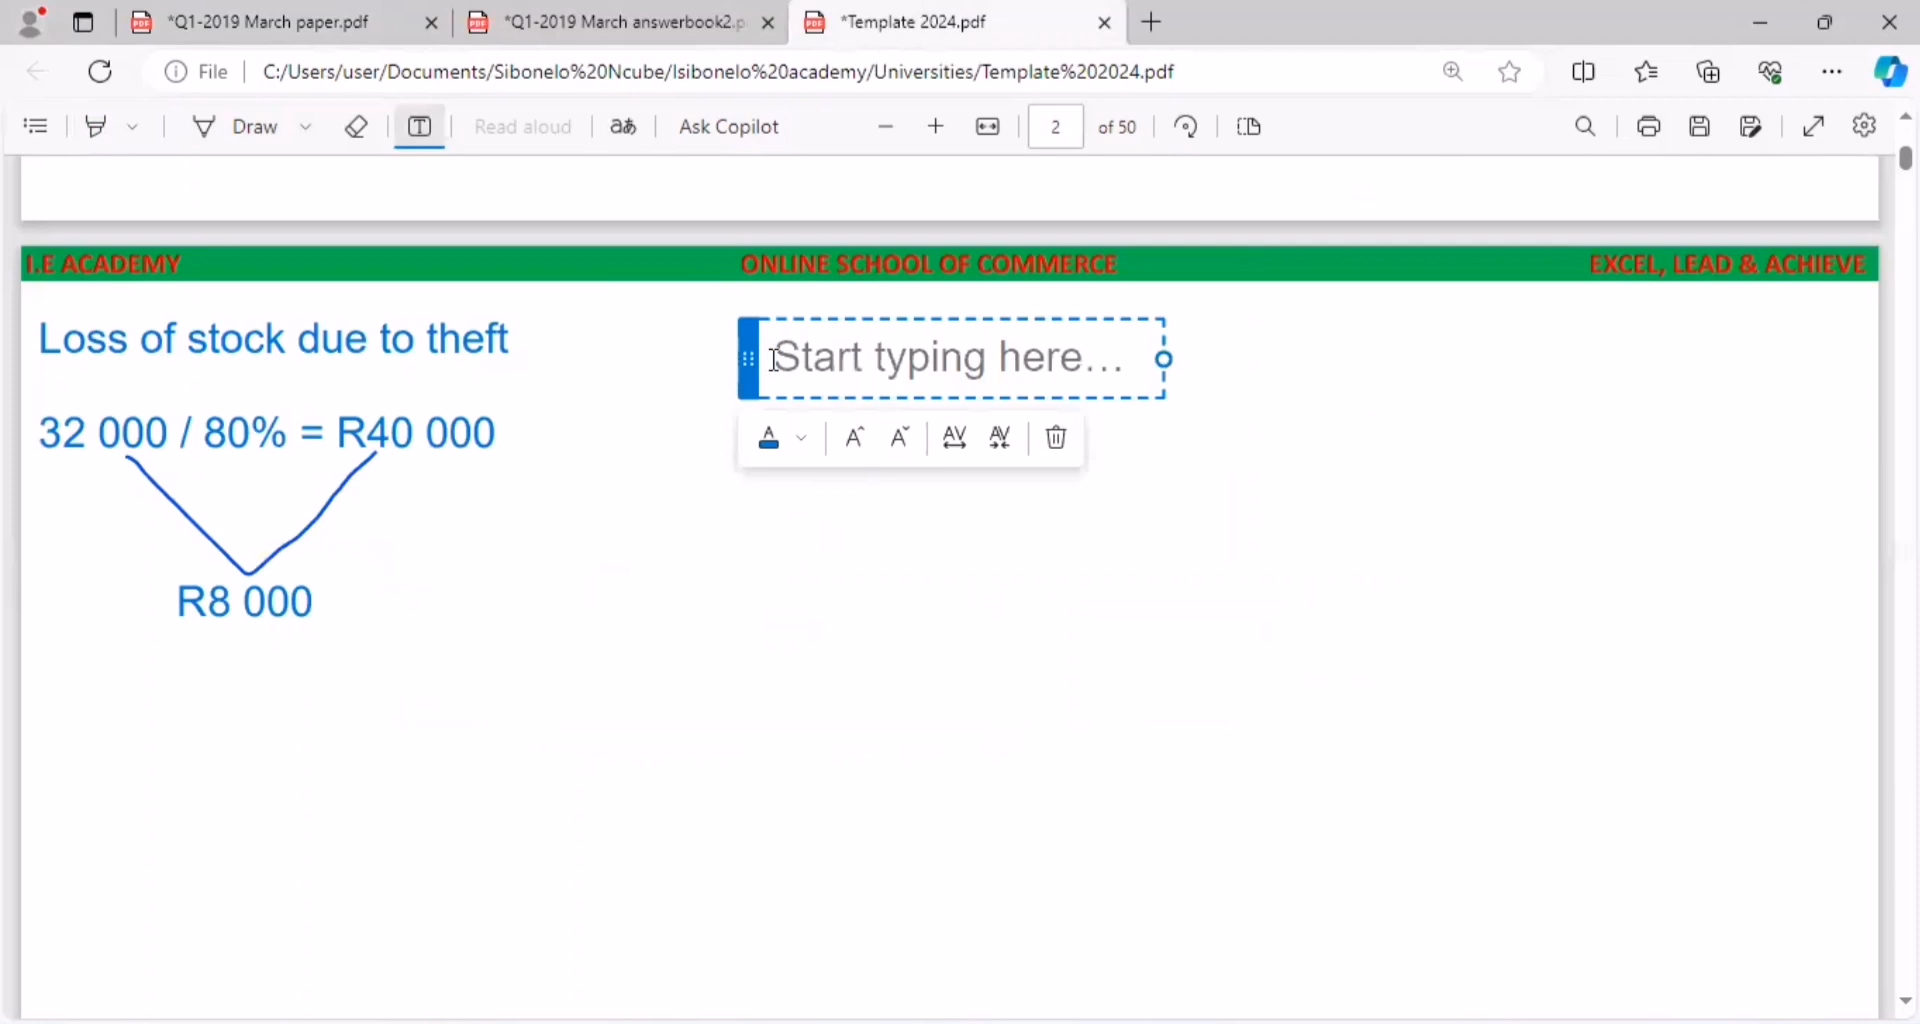 *Q1-2019 March paper.pdf
*Q1-2019 March answerbook2.p
*Template 2024.pdf
File
C:/Users/user/Documents/Sibonelo%20Ncube/Isibonelo%20academy/Universities/Template%202024.pdf
Draw
Read aloud
aあ
Ask Copilot
2 of 50
I.E ACADEMY
ONLINE SCHOOL OF COMMERCE
EXCEL, LEAD & ACHIEVE
Loss of stock due to theft
Start typing here...
32 000 / 80% = R40 000
R8 000